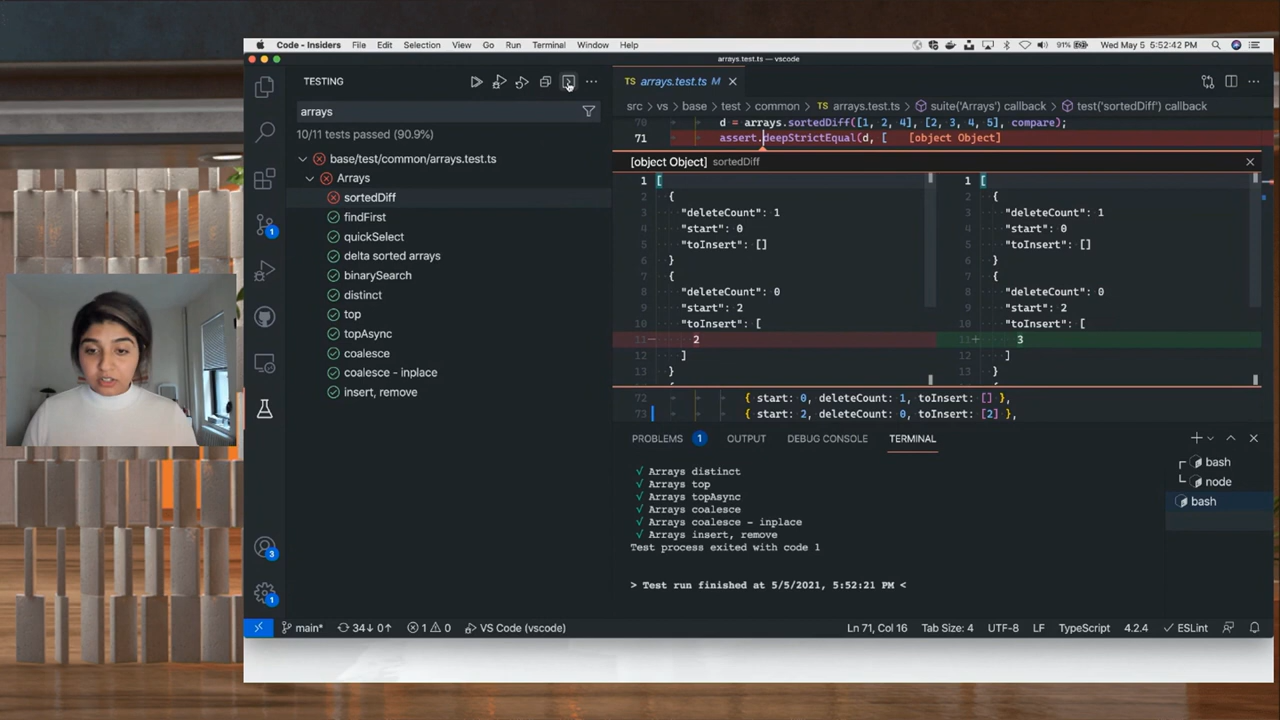 Code - Insiders File Edit Selection View Go Run Terminal Window Help 91% Wed May 5 5:52:42 PM
arrays.test.ts — vscode
TESTING
arrays
10/11 tests passed (90.9%)
base/test/common/arrays.test.ts
Arrays
sortedDiff
findFirst
quickSelect
delta sorted arrays
binarySearch
distinct
top
topAsync
coalesce
coalesce - inplace
insert, remove
1
3
1
TS arrays.test.ts M
src > vs > base > test > common > TS arrays.test.ts > suite('Arrays') callback > test('sortedDiff') callback
70 d = arrays.sortedDiff([1, 2, 4], [2, 3, 4, 5], compare);
71 assert.deepStrictEqual(d, [ [object Object]
[object Object] sortedDiff
1 [
2 {
3 "deleteCount": 1
4 "start": 0
5 "toInsert": []
6 }
7 {
8 "deleteCount": 0
9 "start": 2
10 "toInsert": [
11 — 2
12 ]
13 }
1 [
2 {
3 "deleteCount": 1
4 "start": 0
5 "toInsert": []
6 }
7 {
8 "deleteCount": 0
9 "start": 2
10 "toInsert": [
11 + 3
12 ]
13 }
72 { start: 0, deleteCount: 1, toInsert: [] },
73 { start: 2, deleteCount: 0, toInsert: [2] },
PROBLEMS 1 OUTPUT DEBUG CONSOLE TERMINAL
√ Arrays distinct
√ Arrays top
√ Arrays topAsync
√ Arrays coalesce
√ Arrays coalesce - inplace
√ Arrays insert, remove
Test process exited with code 1
> Test run finished at 5/5/2021, 5:52:21 PM <
bash
node
bash
main* 34↓ 0↑ 1 0 VS Code (vscode) Ln 71, Col 16 Tab Size: 4 UTF-8 LF TypeScript 4.2.4 ESLint